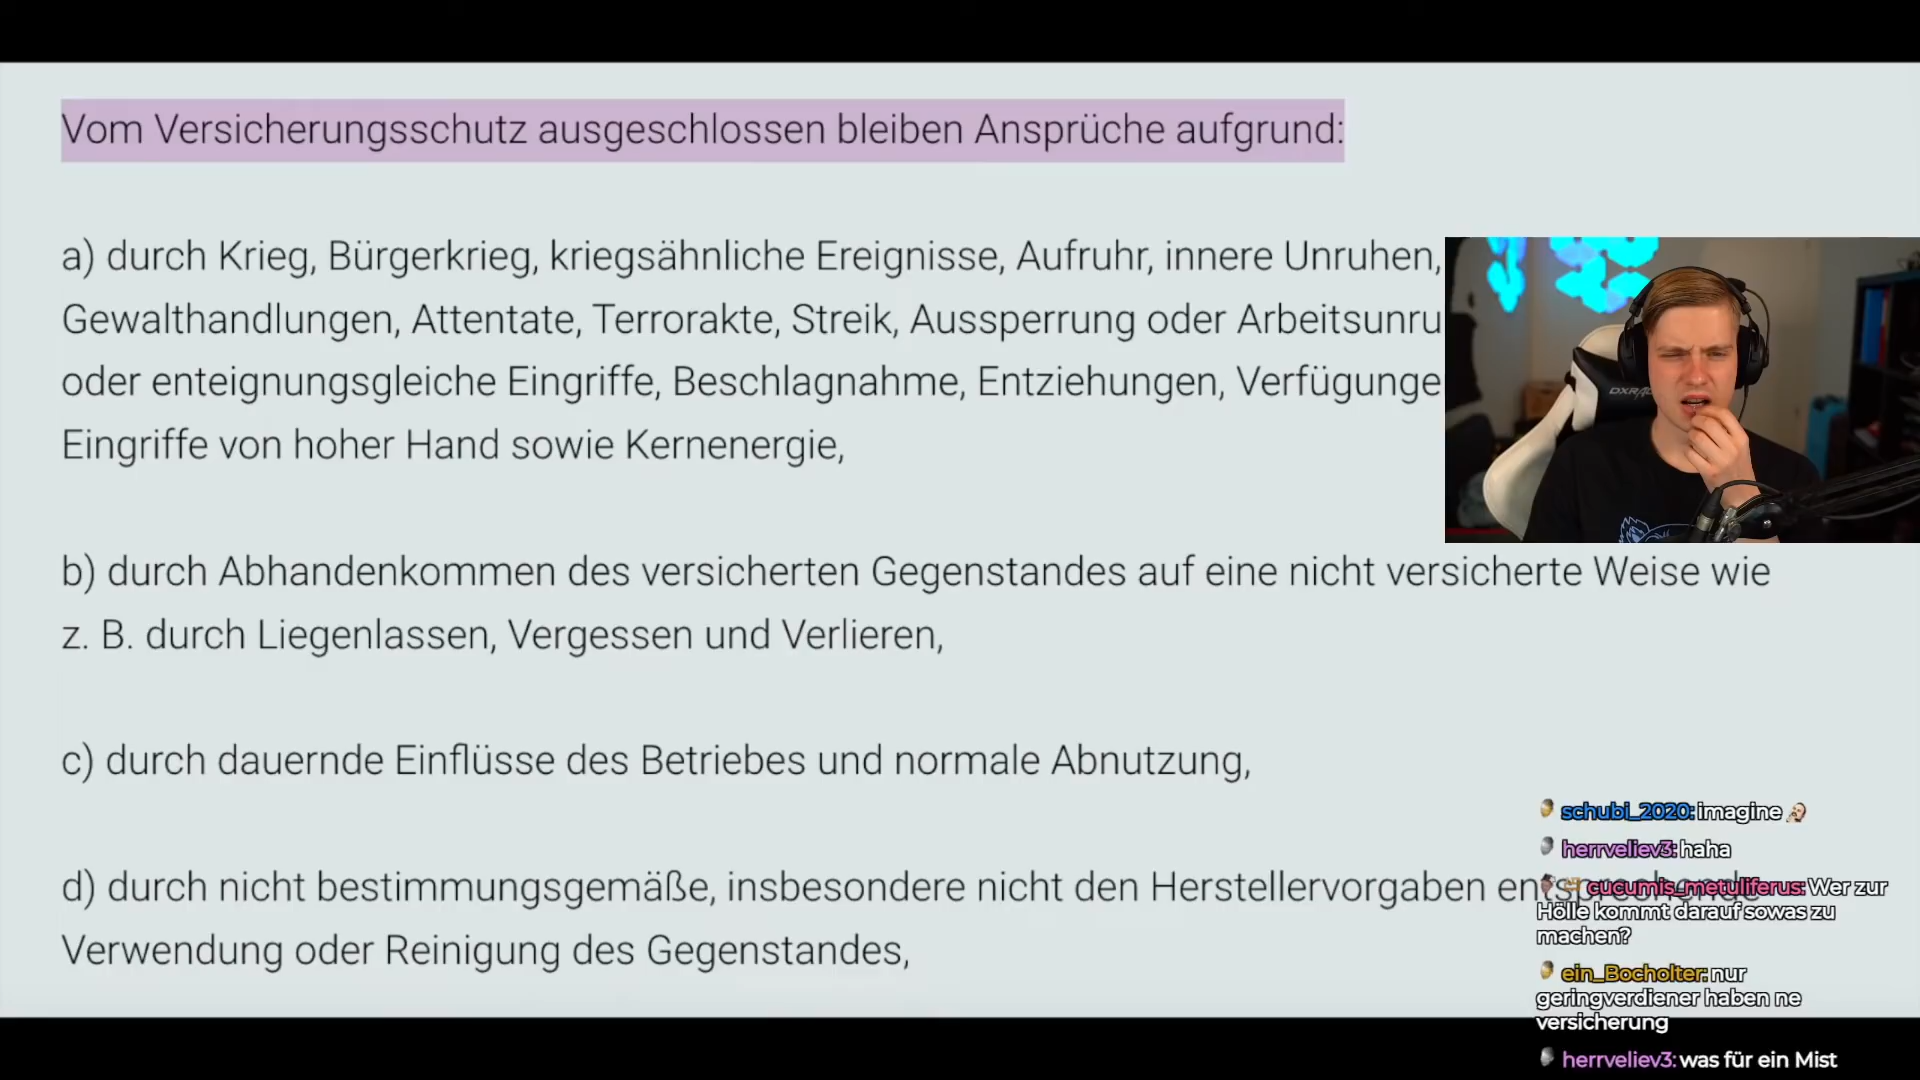 Vom Versicherungsschutz ausgeschlossen bleiben Ansprüche aufgrund:
a) durch Krieg, Bürgerkrieg, kriegsähnliche Ereignisse, Aufruhr, innere Unruhen,
Gewalthandlungen, Attentate, Terrorakte, Streik, Aussperrung oder Arbeitsunru
oder enteignungsgleiche Eingriffe, Beschlagnahme, Entziehungen, Verfügunge
Eingriffe von hoher Hand sowie Kernenergie,
b) durch Abhandenkommen des versicherten Gegenstandes auf eine nicht versicherte Weise wie
z. B. durch Liegenlassen, Vergessen und Verlieren,
c) durch dauernde Einflüsse des Betriebes und normale Abnutzung,
d) durch nicht bestimmungsgemäße, insbesondere nicht den Herstellervorgaben entsprechende
Verwendung oder Reinigung des Gegenstandes,
schubi_2020: imagine
herrveliev3: haha
cucumis_metuliferus: Wer zur
Hölle kommt darauf sowas zu
machen?
ein_Bocholter: nur
geringverdiener haben ne
versicherung
herrveliev3: was für ein Mist